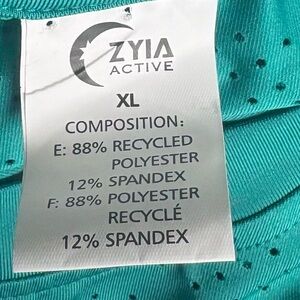 ZYIA
ACTIVE
XL
COMPOSITION:
E: 88% RECYCLED
POLYESTER
12% SPANDEX
F: 88% POLYESTER
RECYCLÉ
12% SPANDEX